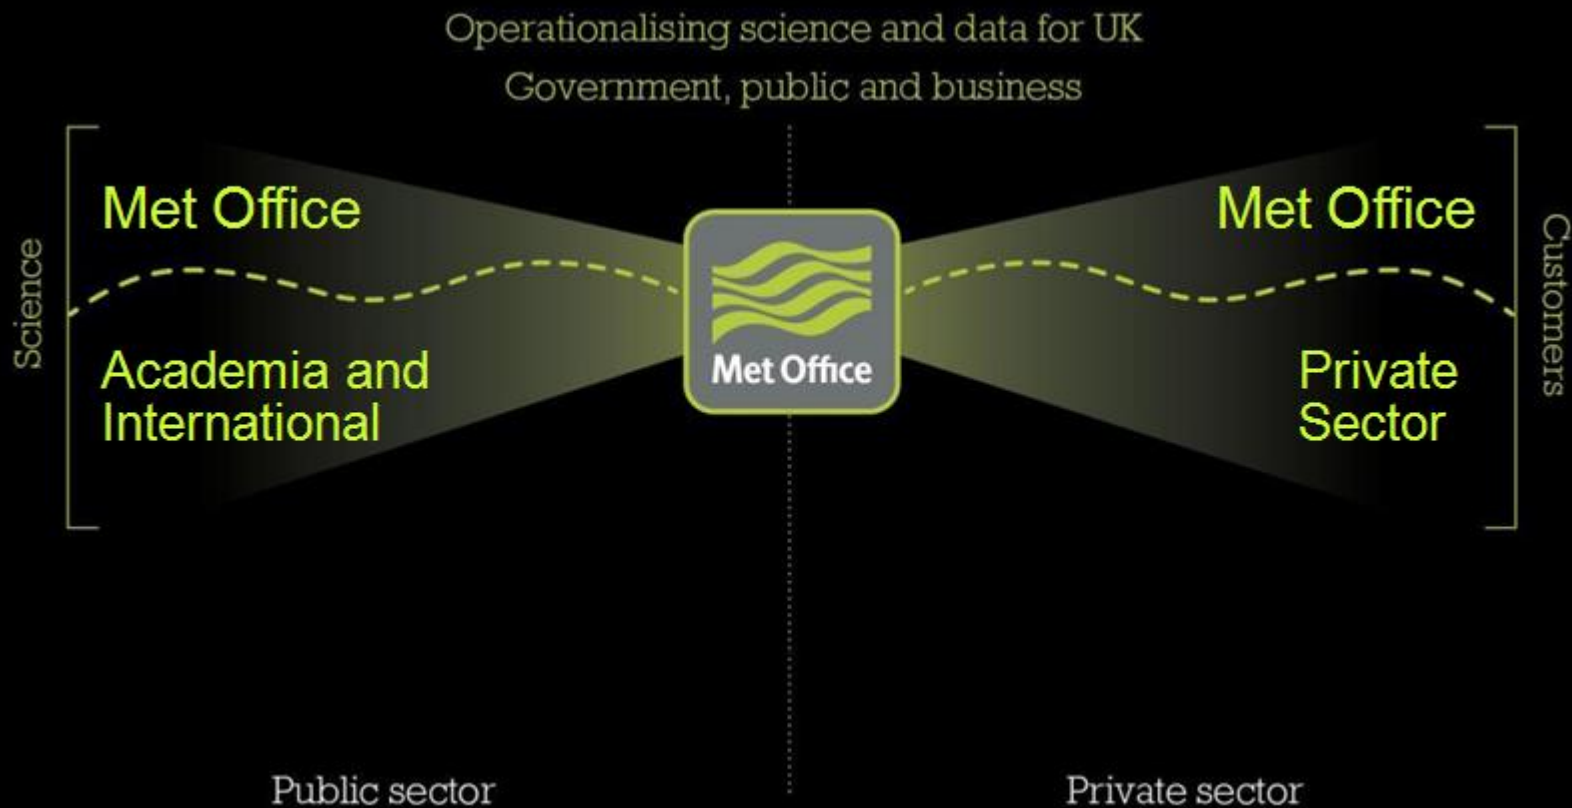 Operationalising science and data for UK
Government, public and business
Science
Met Office
Academia and
International
Met Office
Met Office
Private
Sector
Customers
Public sector
Private sector